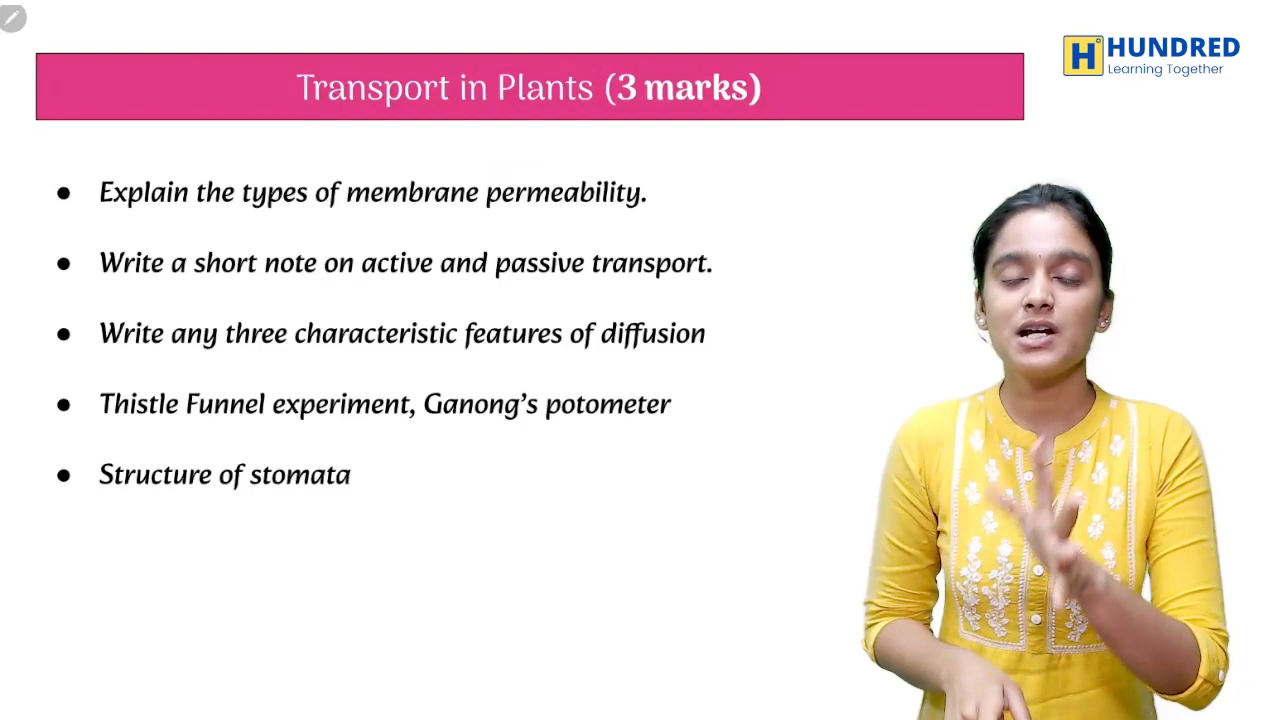 HUNDRED
Learning Together
Transport in Plants (3 marks)
● Explain the types of membrane permeability.
● Write a short note on active and passive transport.
● Write any three characteristic features of diffusion
● Thistle Funnel experiment, Ganong’s potometer
● Structure of stomata